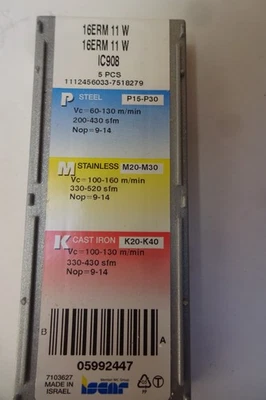 16ERM 11 W
16ERM 11 W
IC908
5 PCS
1112456033-7518279
P STEEL P15-P30
Vc=60-130 m/min
200-430 sfm
Nop=9-14
M STAINLESS M20-M30
Vc=100-160 m/min
330-520 sfm
Nop=9-14
K CAST IRON K20-K40
Vc=100-130 m/min
330-430 sfm
Nop=9-14
B
A
05992447
7103627
MADE IN
ISRAEL
iscar